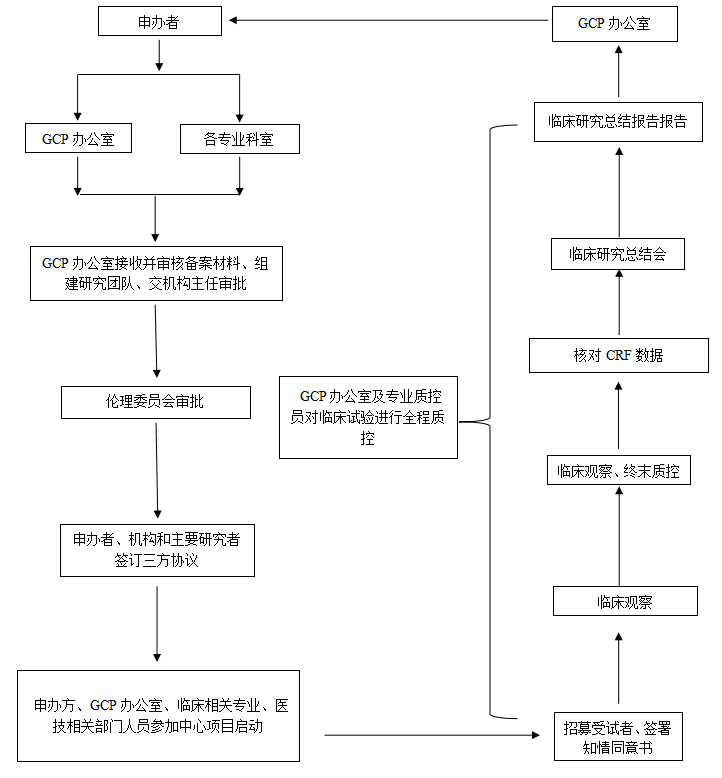 申办者
GCP 办公室
GCP 办公室
各专业科室
GCP 办公室接收并审核备案材料、组
建研究团队、交机构主任审批
伦理委员会审批
申办者、机构和主要研究者
签订三方协议
申办方、GCP 办公室、临床相关专业、医
技相关部门人员参加中心项目启动
GCP 办公室及专业质控
员对临床试验进行全程质
控
招募受试者、签署
知情同意书
临床观察
临床观察、终末质控
核对 CRF 数据
临床研究总结会
临床研究总结报告报告